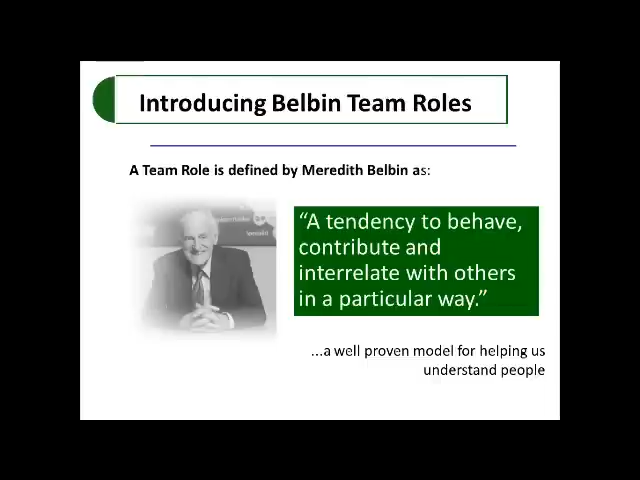 Introducing Belbin Team Roles
A Team Role is defined by Meredith Belbin as:
“A tendency to behave,
contribute and
interrelate with others
in a particular way.”
...a well proven model for helping us
understand people